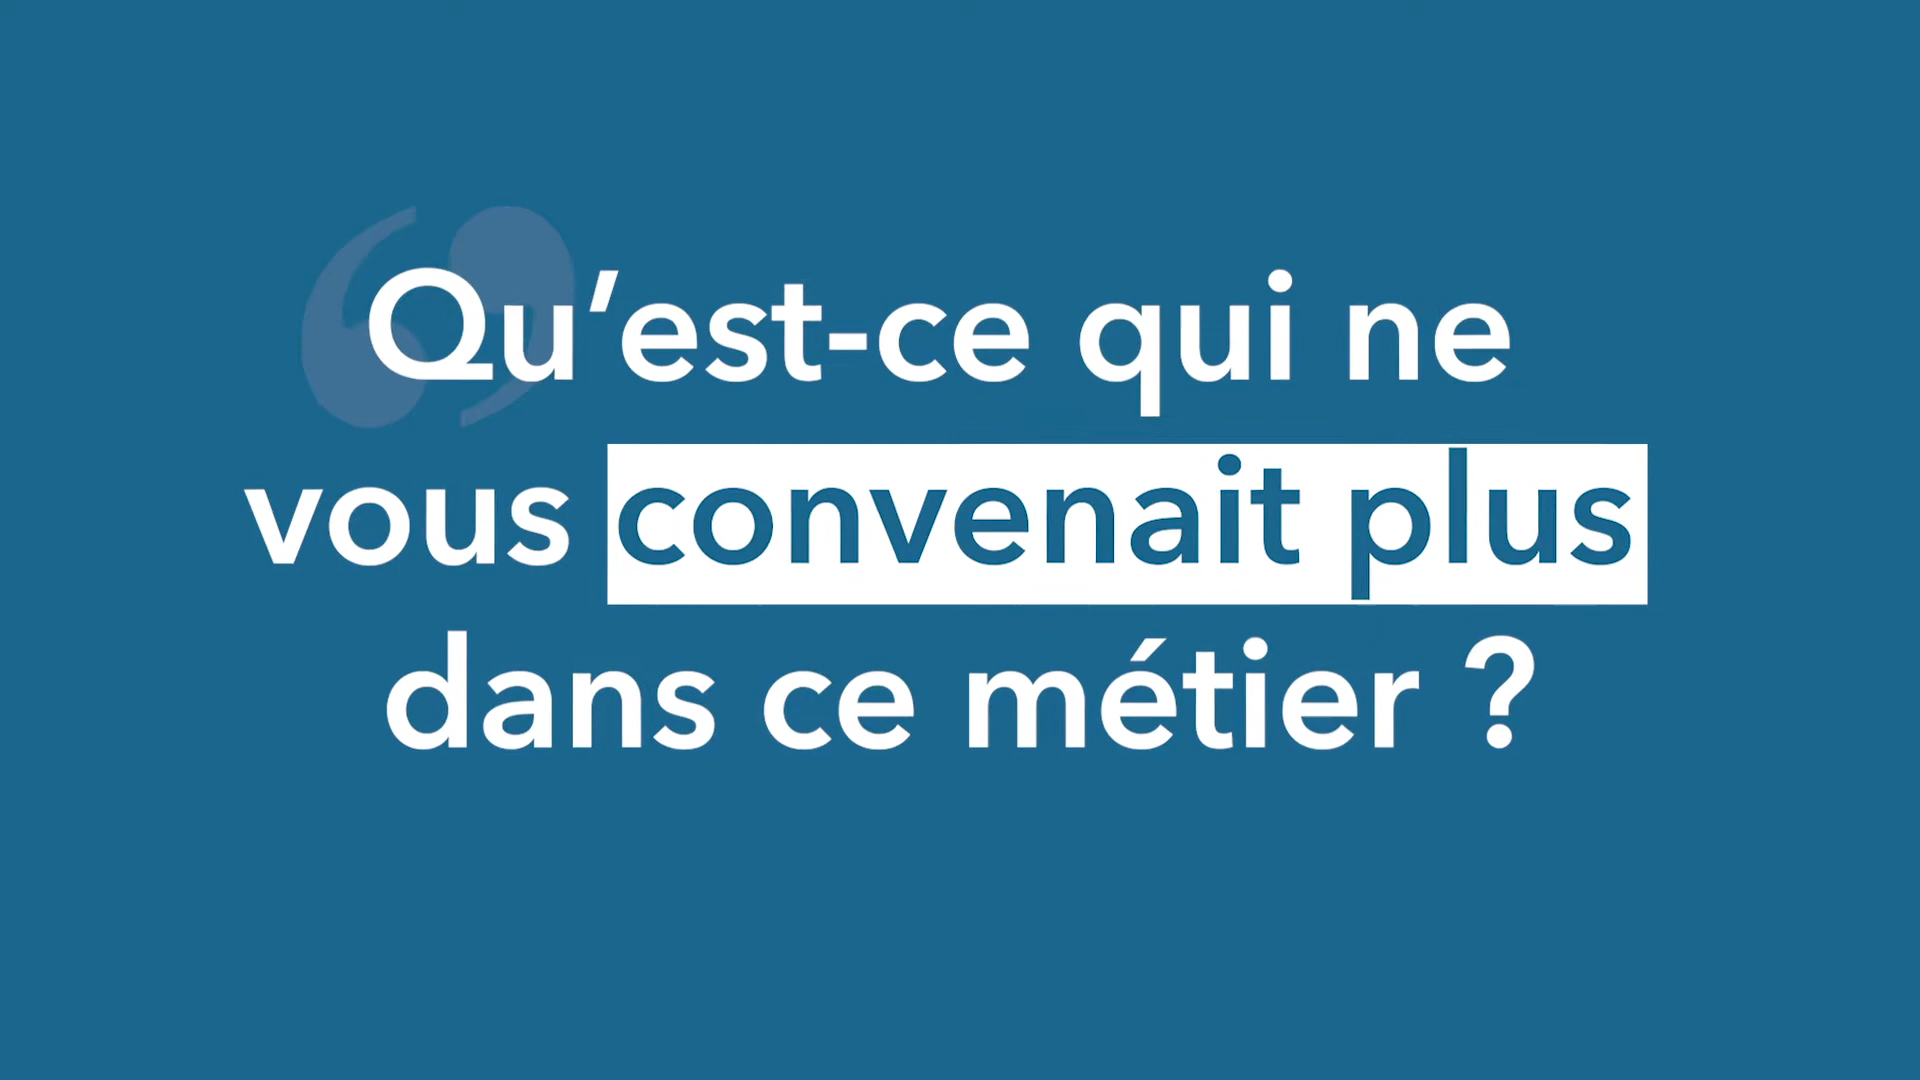 Qu’est-ce qui ne
vous convenait plus
dans ce métier ?